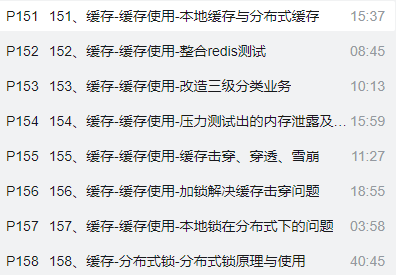 P151 151、缓存-缓存使用-本地缓存与分布式缓存 15:37
P152 152、缓存-缓存使用-整合redis测试 08:45
P153 153、缓存-缓存使用-改造三级分类业务 10:13
P154 154、缓存-缓存使用-压力测试出的内存泄露及... 15:59
P155 155、缓存-缓存使用-缓存击穿、穿透、雪崩 11:27
P156 156、缓存-缓存使用-加锁解决缓存击穿问题 18:55
P157 157、缓存-缓存使用-本地锁在分布式下的问题 03:58
P158 158、缓存-分布式锁-分布式锁原理与使用 40:45